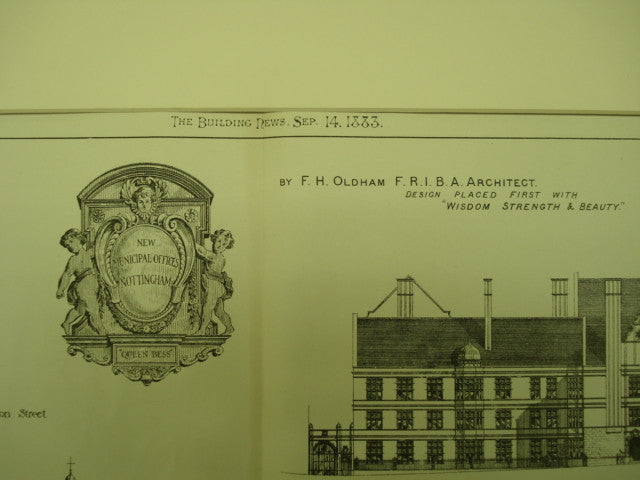 THE BUILDING NEWS, SEP. 14. 1883.
BY F. H. OLDHAM F. R. I. B. A. ARCHITECT.
DESIGN PLACED FIRST WITH
"WISDOM STRENGTH & BEAUTY."
NEW
MUNICIPAL OFFICES
NOTTINGHAM
"QUEEN BESS"
on Street